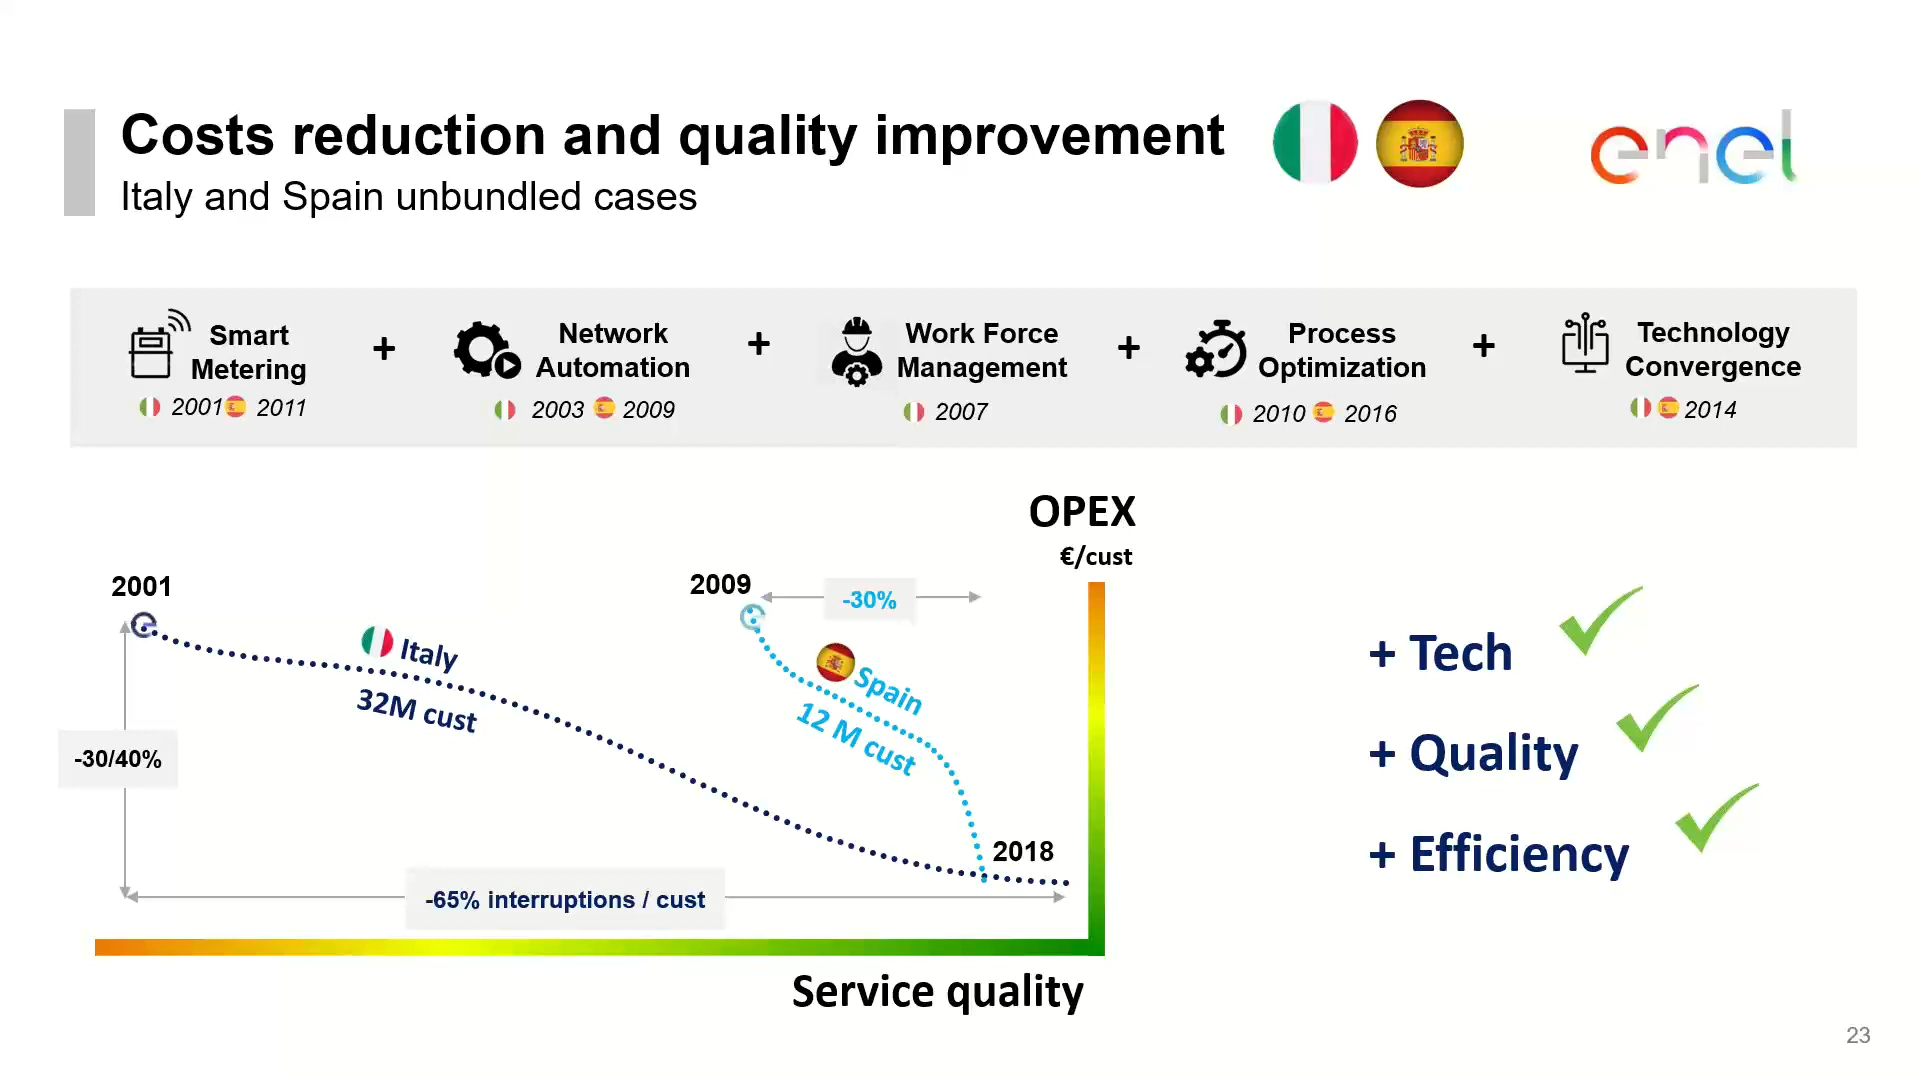 Costs reduction and quality improvement
Italy and Spain unbundled cases
enel
Smart
Metering
2001 2011
+
Network
Automation
2003 2009
+
Work Force
Management
2007
+
Process
Optimization
2010 2016
+
Technology
Convergence
2014
OPEX
€/cust
2001
2009
-30%
Italy
32M cust
Spain
12 M cust
-30/40%
2018
-65% interruptions / cust
Service quality
+ Tech
+ Quality
+ Efficiency
23